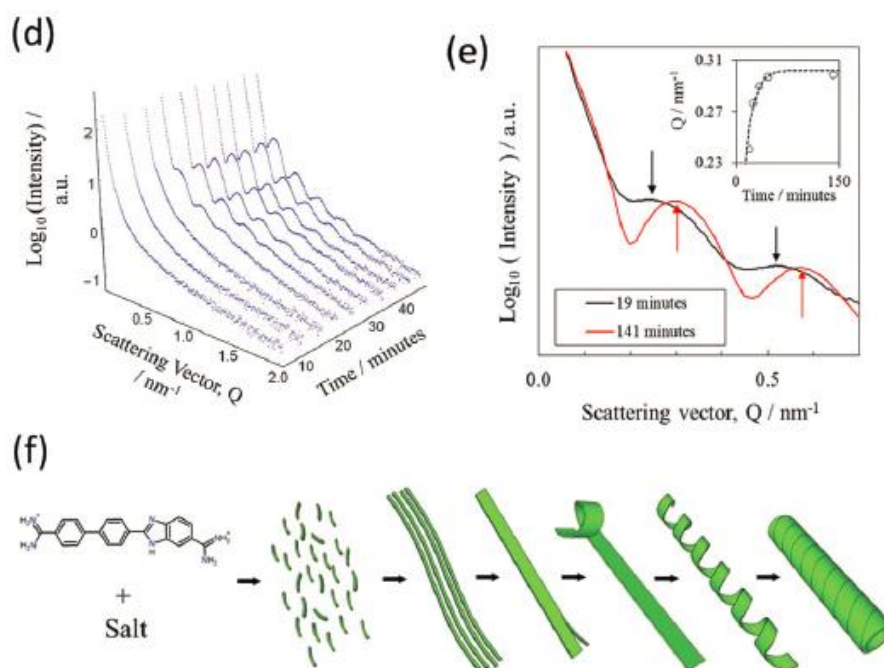 (d)
Log₁₀(Intensity) /
a.u.
2
1
0
−1
0.5
1.0
1.5
2.0
Scattering Vector, Q
/ nm⁻¹
10
20
30
40
Time / minutes
(e)
Log₁₀ ( Intensity ) / a.u.
0.31
0.27
0.23
Q / nm⁻¹
0
150
Time / minutes
19 minutes
141 minutes
0.0
0.5
Scattering vector, Q / nm⁻¹
(f)
N
N
H
+
Salt